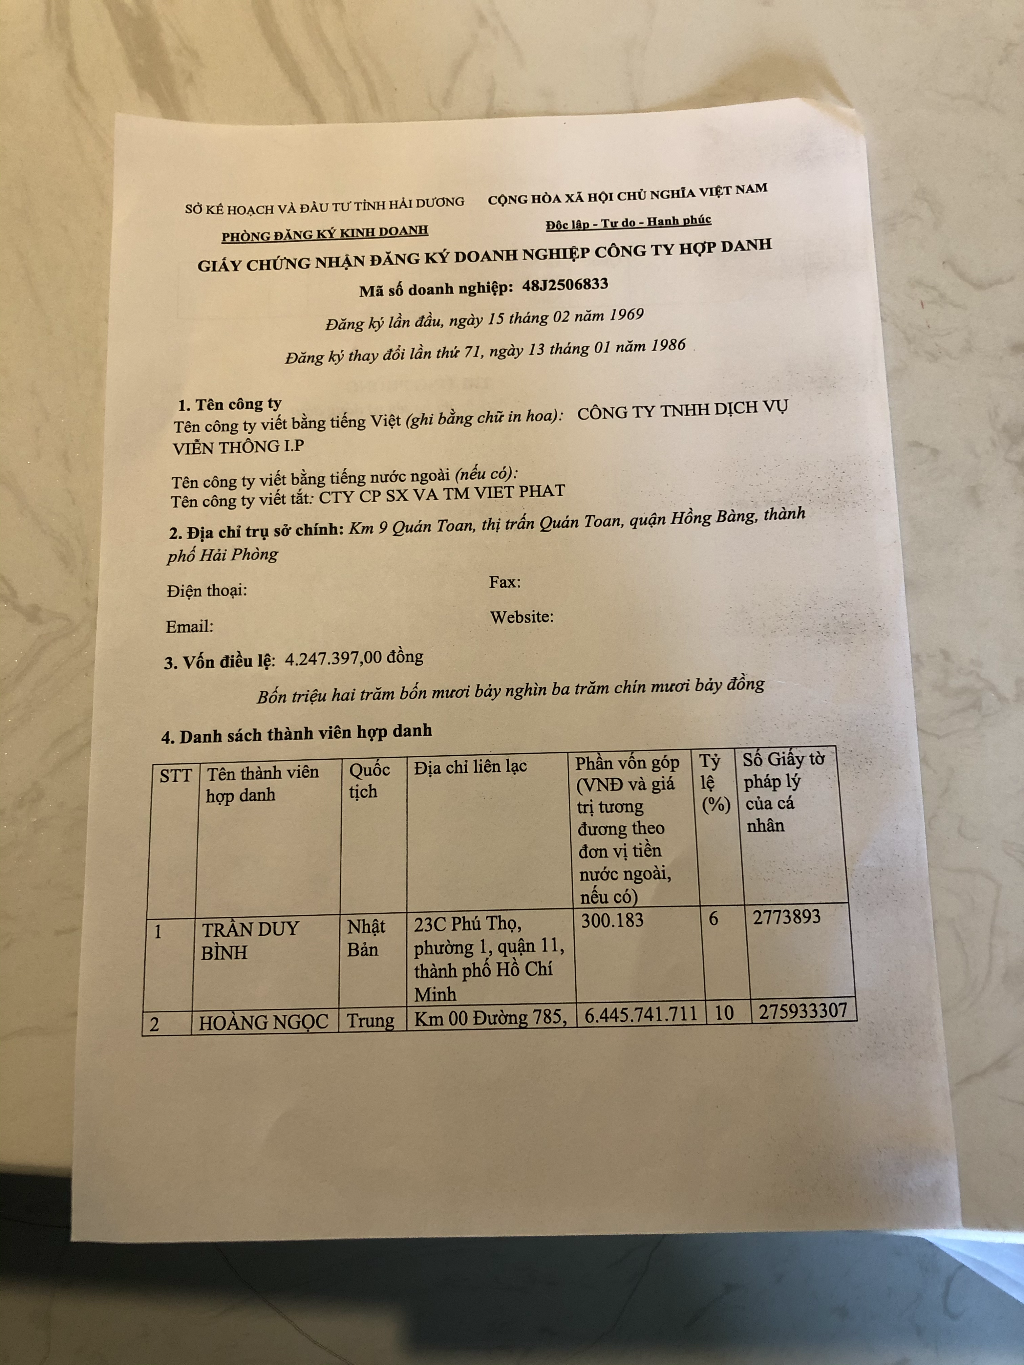 SỞ KẾ HOẠCH VÀ ĐẦU TƯ TỈNH HẢI DƯƠNG
PHÒNG ĐĂNG KÝ KINH DOANH
CỘNG HÒA XÃ HỘI CHỦ NGHĨA VIỆT NAM
Độc lập - Tự do - Hạnh phúc
GIẤY CHỨNG NHẬN ĐĂNG KÝ DOANH NGHIỆP CÔNG TY HỢP DANH
Mã số doanh nghiệp: 48J2506833
Đăng ký lần đầu, ngày 15 tháng 02 năm 1969
Đăng ký thay đổi lần thứ 71, ngày 13 tháng 01 năm 1986
1. Tên công ty
Tên công ty viết bằng tiếng Việt (ghi bằng chữ in hoa): CÔNG TY TNHH DỊCH VỤ
VIỄN THÔNG I.P
Tên công ty viết bằng tiếng nước ngoài (nếu có):
Tên công ty viết tắt: CTY CP SX VA TM VIET PHAT
2. Địa chỉ trụ sở chính: Km 9 Quán Toan, thị trấn Quán Toan, quận Hồng Bàng, thành
phố Hải Phòng
Điện thoại: Fax:
Email: Website:
3. Vốn điều lệ: 4.247.397,00 đồng
Bốn triệu hai trăm bốn mươi bảy nghìn ba trăm chín mươi bảy đồng
4. Danh sách thành viên hợp danh
STT
Tên thành viên
hợp danh
Quốc
tịch
Địa chỉ liên lạc
Phần vốn góp
(VNĐ và giá
trị tương
đương theo
đơn vị tiền
nước ngoài,
nếu có)
Tỷ
lệ
(%)
Số Giấy tờ
pháp lý
của cá
nhân
1
TRẦN DUY
BÌNH
Nhật
Bản
23C Phú Thọ,
phường 1, quận 11,
thành phố Hồ Chí
Minh
300.183
6
2773893
2
HOÀNG NGỌC
Trung
Km 00 Đường 785,
6.445.741.711
10
275933307